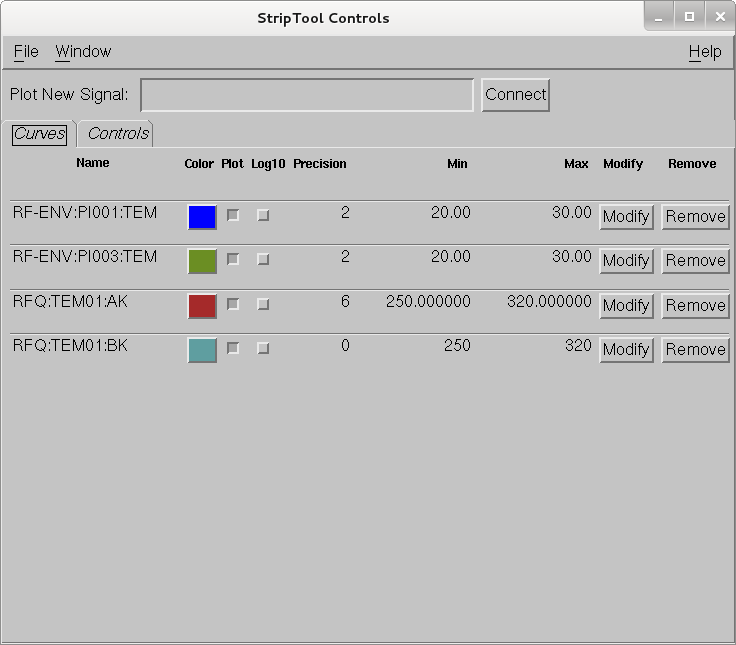 StripTool Controls
File Window Help
Plot New Signal: Connect
Curves Controls
Name Color Plot Log10 Precision Min Max Modify Remove
RF-ENV:PI001:TEM 2 20.00 30.00 Modify Remove
RF-ENV:PI003:TEM 2 20.00 30.00 Modify Remove
RFQ:TEM01:AK 6 250.000000 320.000000 Modify Remove
RFQ:TEM01:BK 0 250 320 Modify Remove